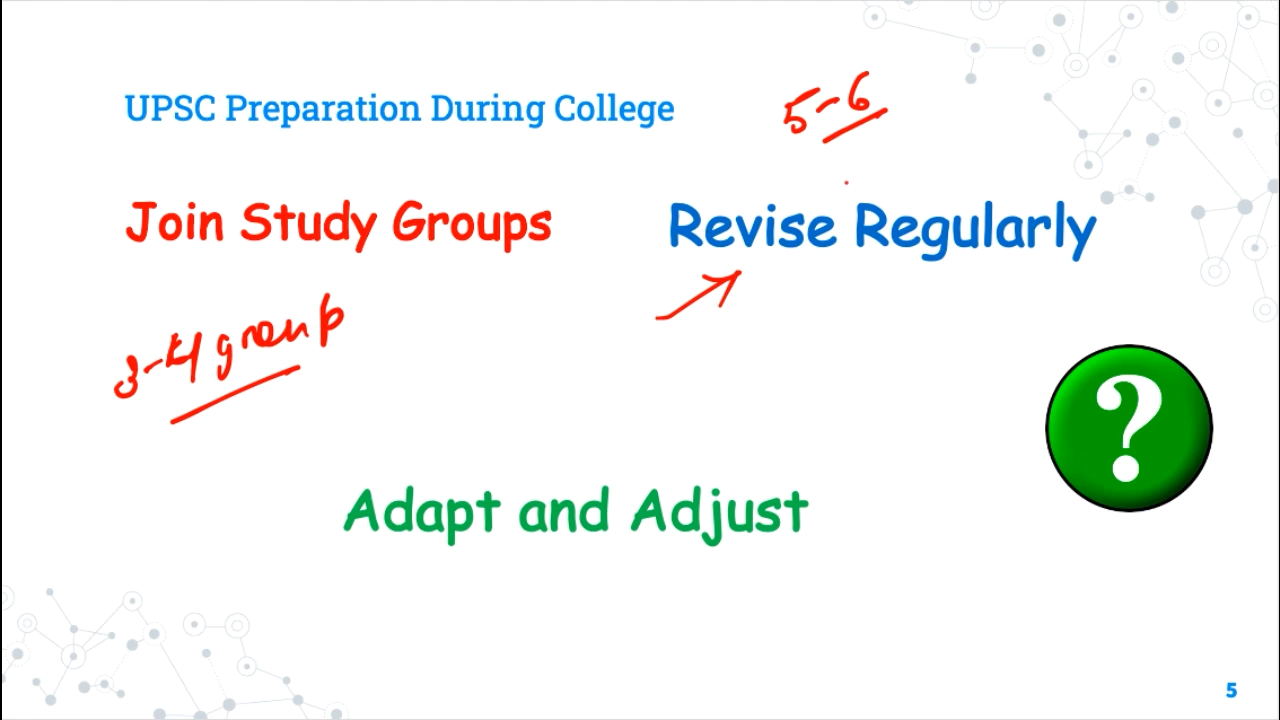 UPSC Preparation During College
5-6
Join Study Groups
Revise Regularly
3-4 group
Adapt and Adjust
?
5